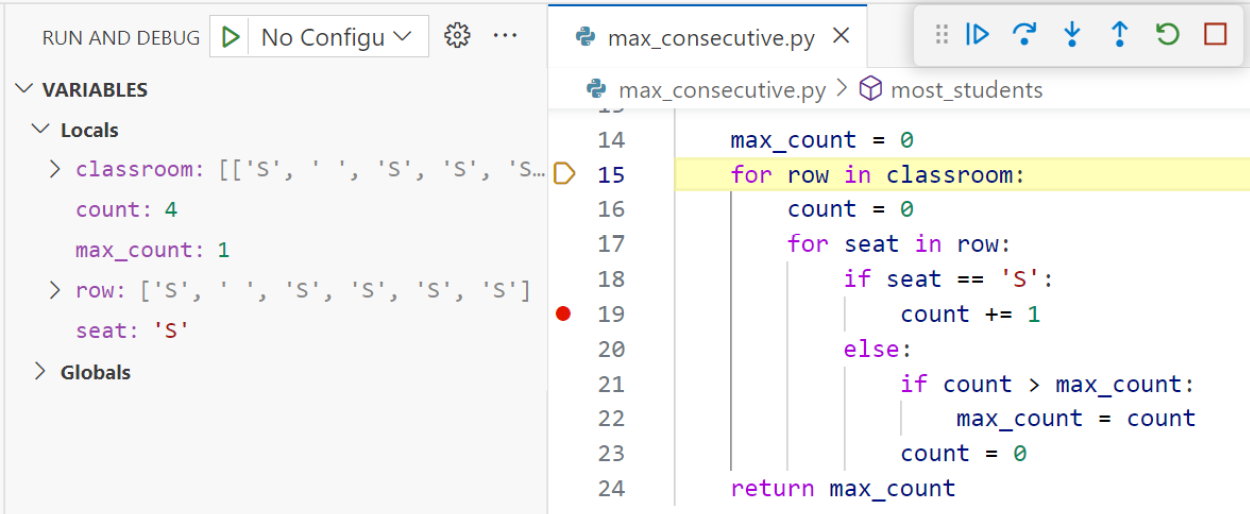 RUN AND DEBUG No Configu ...
VARIABLES
Locals
classroom: [['S', ' ', 'S', 'S', 'S...
count: 4
max_count: 1
row: ['S', ' ', 'S', 'S', 'S', 'S']
seat: 'S'
Globals
max_consecutive.py
max_consecutive.py > most_students
14 max_count = 0
15 for row in classroom:
16 count = 0
17 for seat in row:
18 if seat == 'S':
19 count += 1
20 else:
21 if count > max_count:
22 max_count = count
23 count = 0
24 return max_count